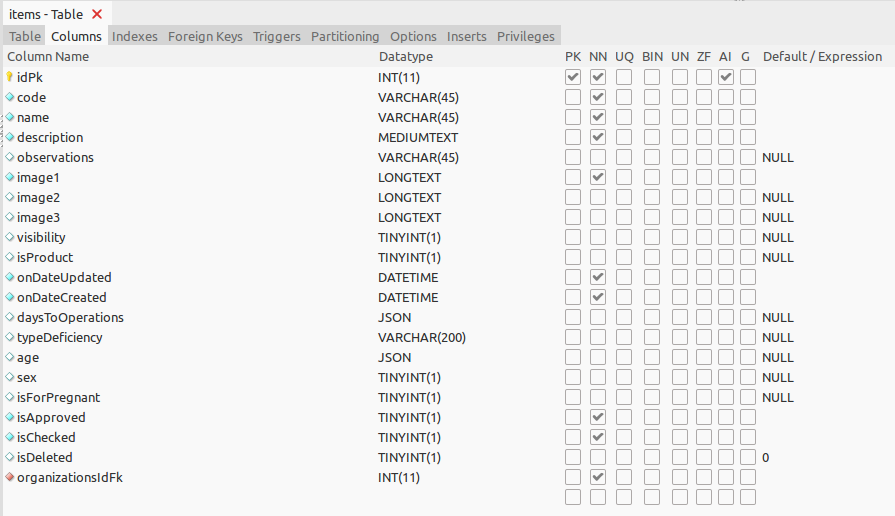 items - Table
Table Columns Indexes Foreign Keys Triggers Partitioning Options Inserts Privileges
Column Name Datatype PK NN UQ BIN UN ZF AI G Default / Expression
idPk INT(11)
code VARCHAR(45)
name VARCHAR(45)
description MEDIUMTEXT
observations VARCHAR(45) NULL
image1 LONGTEXT
image2 LONGTEXT NULL
image3 LONGTEXT NULL
visibility TINYINT(1) NULL
isProduct TINYINT(1) NULL
onDateUpdated DATETIME
onDateCreated DATETIME
daysToOperations JSON NULL
typeDeficiency VARCHAR(200) NULL
age JSON NULL
sex TINYINT(1) NULL
isForPregnant TINYINT(1) NULL
isApproved TINYINT(1)
isChecked TINYINT(1)
isDeleted TINYINT(1) 0
organizationsIdFk INT(11)